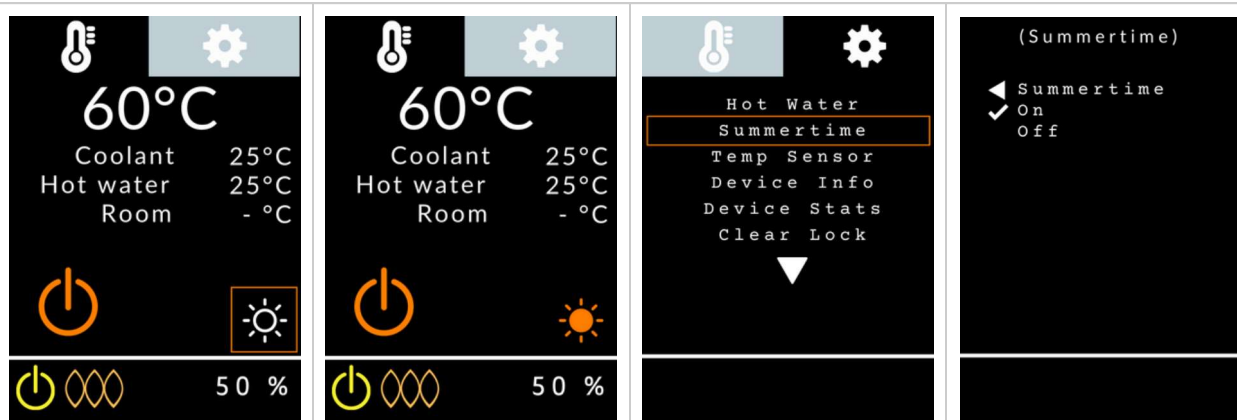 60°C
Coolant 25°C
Hot water 25°C
Room - °C
50 %
60°C
Coolant 25°C
Hot water 25°C
Room - °C
50 %
Hot Water
Summertime
Temp Sensor
Device Info
Device Stats
Clear Lock
(Summertime)
Summertime
On
Off